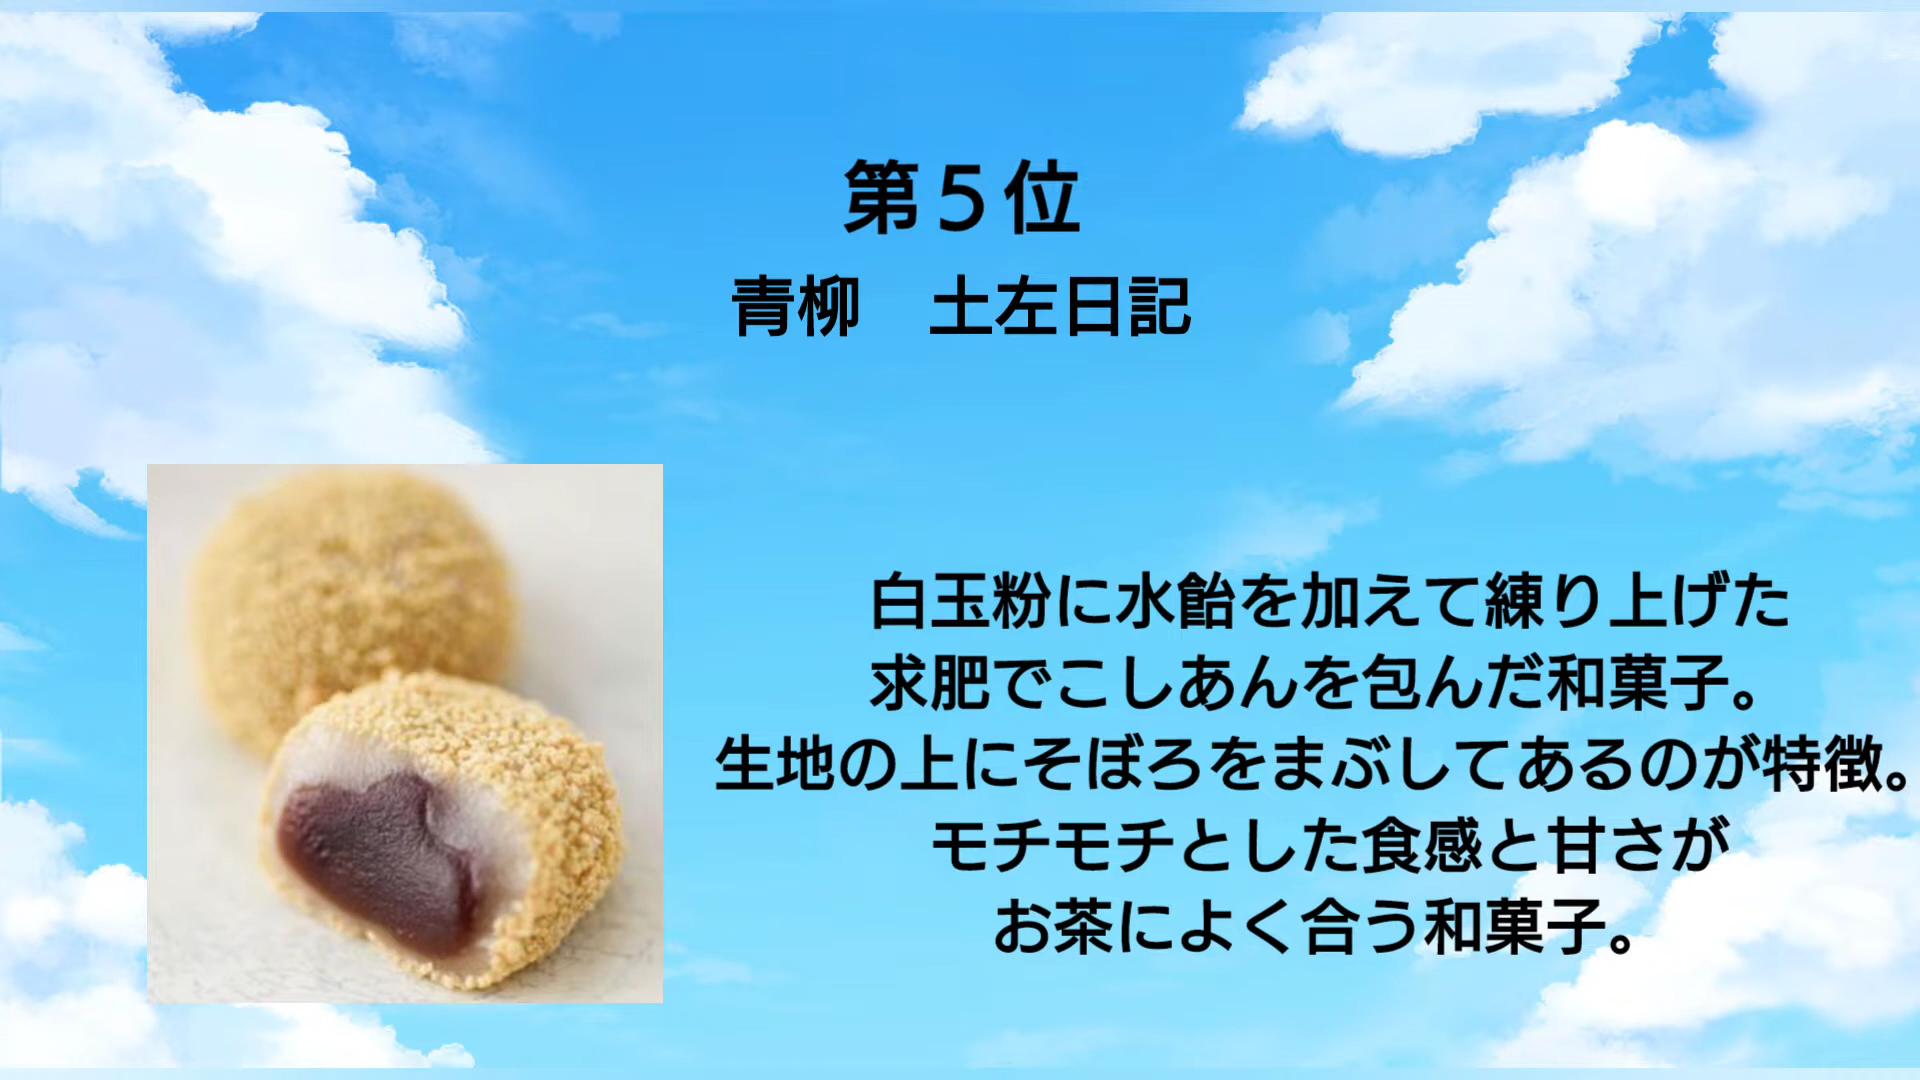 第５位
青柳　土左日記
白玉粉に水飴を加えて練り上げた
求肥でこしあんを包んだ和菓子。
生地の上にそぼろをまぶしてあるのが特徴。
モチモチとした食感と甘さが
お茶によく合う和菓子。